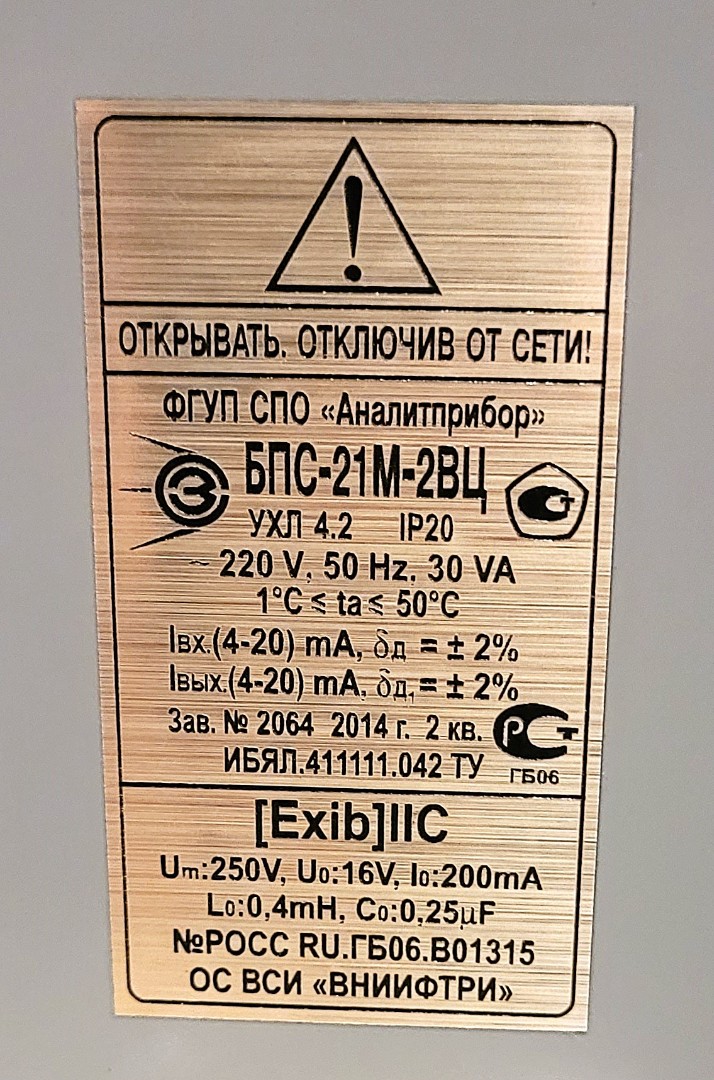 ОТКРЫВАТЬ. ОТКЛЮЧИВ ОТ СЕТИ!
ФГУП СПО «Аналитприбор»
БПС-21М-2ВЦ
УХЛ 4.2 IP20
~ 220 V, 50 Hz, 30 VA
1°C ≤ ta ≤ 50°C
Iвх.(4-20) mA, δд = ± 2%
Iвых.(4-20) mA, δд, = ± 2%
Зав. № 2064 2014 г. 2 кв.
ИБЯЛ.411111.042 ТУ ГБ06
[Exib]IIC
Um:250V, U0:16V, I0:200mA
L0:0,4mH, C0:0,25µF
№РОСС RU.ГБ06.В01315
ОС ВСИ «ВНИИФТРИ»